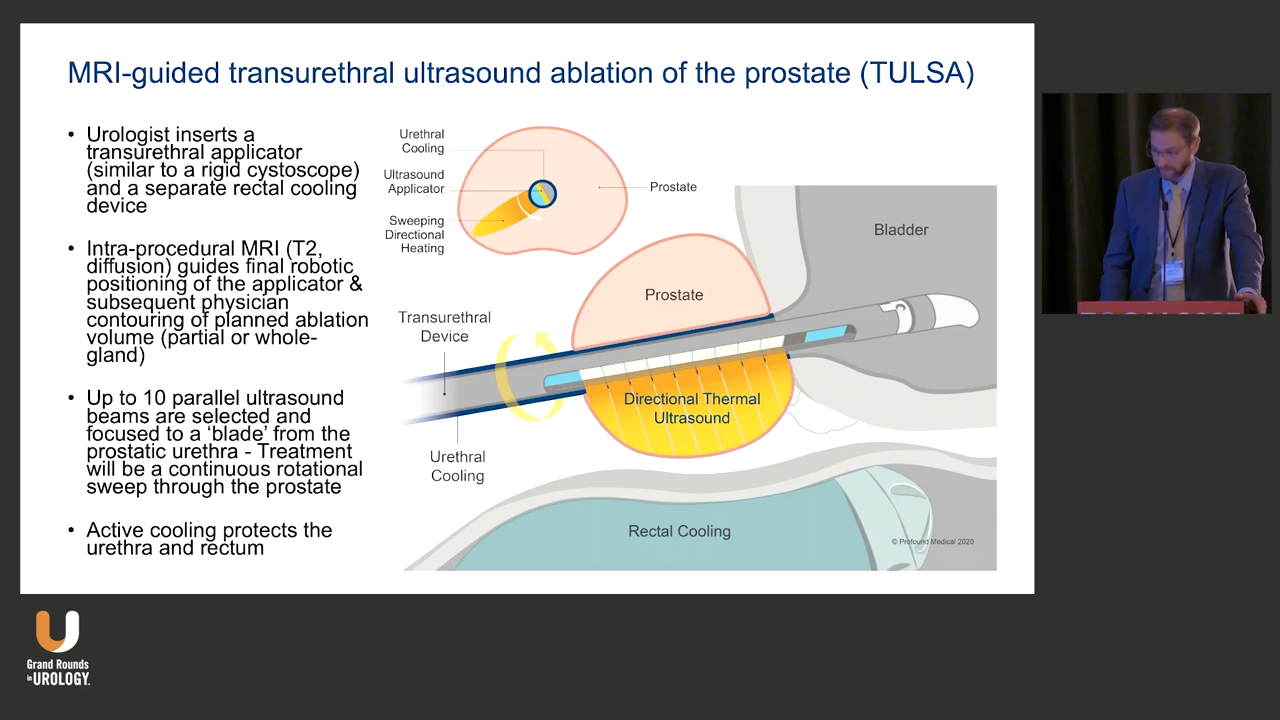 MRI-guided transurethral ultrasound ablation of the prostate (TULSA)
• Urologist inserts a
transurethral applicator
(similar to a rigid cystoscope)
and a separate rectal cooling
device
• Intra-procedural MRI (T2,
diffusion) guides final robotic
positioning of the applicator &
subsequent physician
contouring of planned ablation
volume (partial or whole-
gland)
• Up to 10 parallel ultrasound
beams are selected and
focused to a ‘blade’ from the
prostatic urethra - Treatment
will be a continuous rotational
sweep through the prostate
• Active cooling protects the
urethra and rectum
Urethral
Cooling
Ultrasound
Applicator
Sweeping
Directional
Heating
Prostate
Bladder
Prostate
Transurethral
Device
Directional Thermal
Ultrasound
Urethral
Cooling
Rectal Cooling
© Profound Medical 2020
Grand Rounds
in UROLOGY